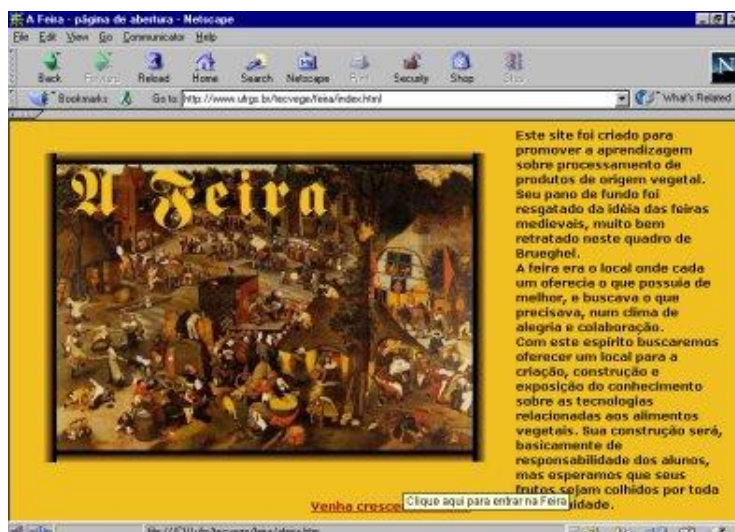 A Feira - página de abertura - Netscape
File Edit View Go Communicator Help
Back Forward Reload Home Search Netscape Print Security Shop Stop
Bookmarks Go to: http://www.ufrgs.br/tecvege/feira/index.html What's Related
A Feira
Este site foi criado para
promover a aprendizagem
sobre processamento de
produtos de origem vegetal.
Seu pano de fundo foi
resgatado da idéia das feiras
medievais, muito bem
retratado neste quadro de
Brueghel.
A feira era o local onde cada
um oferecia o que possuia de
melhor, e buscava o que
precisava, num clima de
alegria e colaboração.
Com este espírito buscaremos
oferecer um local para a
criação, construção e
exposição do conhecimento
sobre as tecnologias
relacionadas aos alimentos
vegetais. Sua construção será,
basicamente de
responsabilidade dos alunos,
mas esperamos que seus
frutos sejam colhidos por toda
Venha crescer
Clique aqui para entrar na Feira